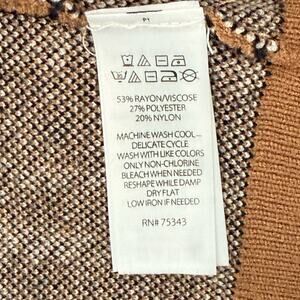 53% RAYON/VISCOSE
27% POLYESTER
20% NYLON
MACHINE WASH COOL–
DELICATE CYCLE
WASH WITH LIKE COLORS
ONLY NON-CHLORINE
BLEACH WHEN NEEDED
RESHAPE WHILE DAMP
DRY FLAT
LOW IRON IF NEEDED
RN# 75343